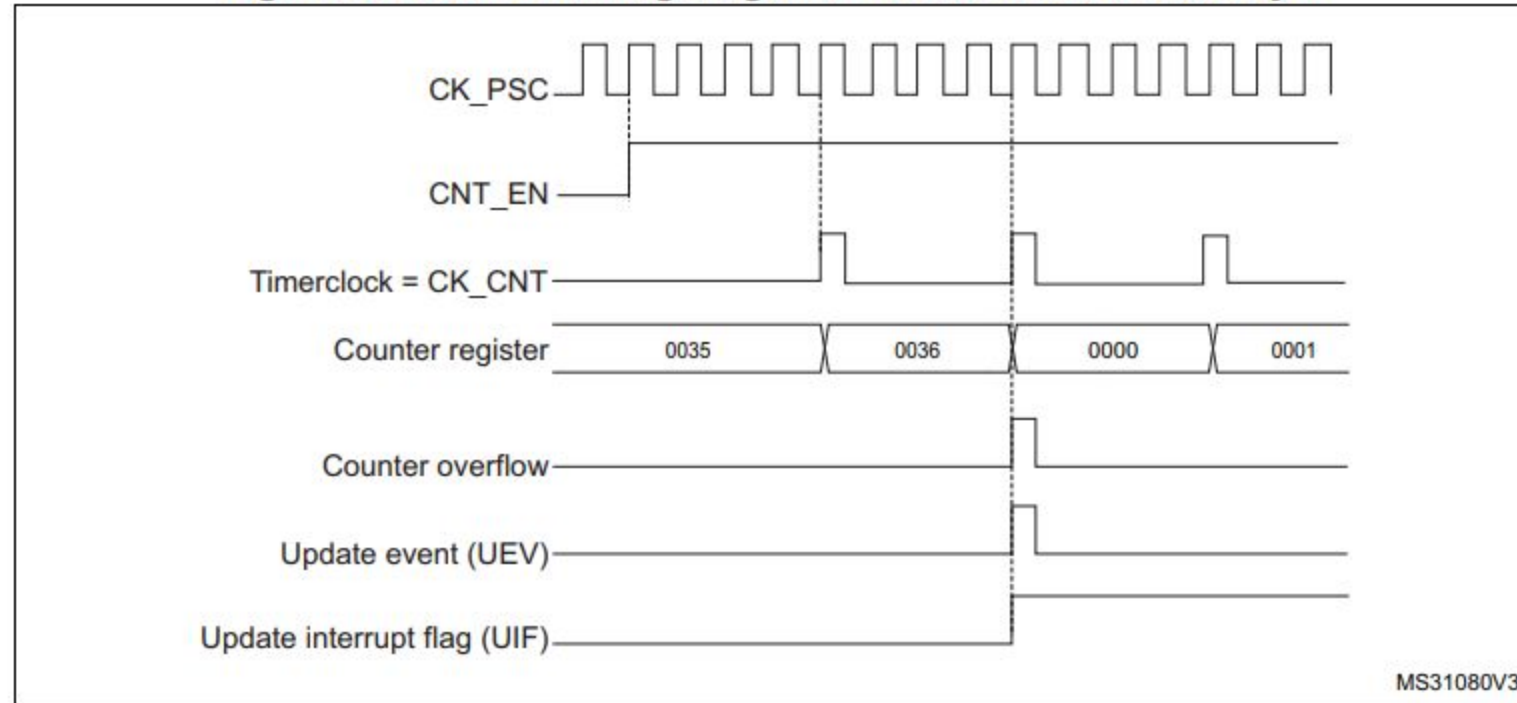 CK_PSC
CNT_EN
Timerclock = CK_CNT
Counter register 0035 0036 0000 0001
Counter overflow
Update event (UEV)
Update interrupt flag (UIF)
MS31080V3